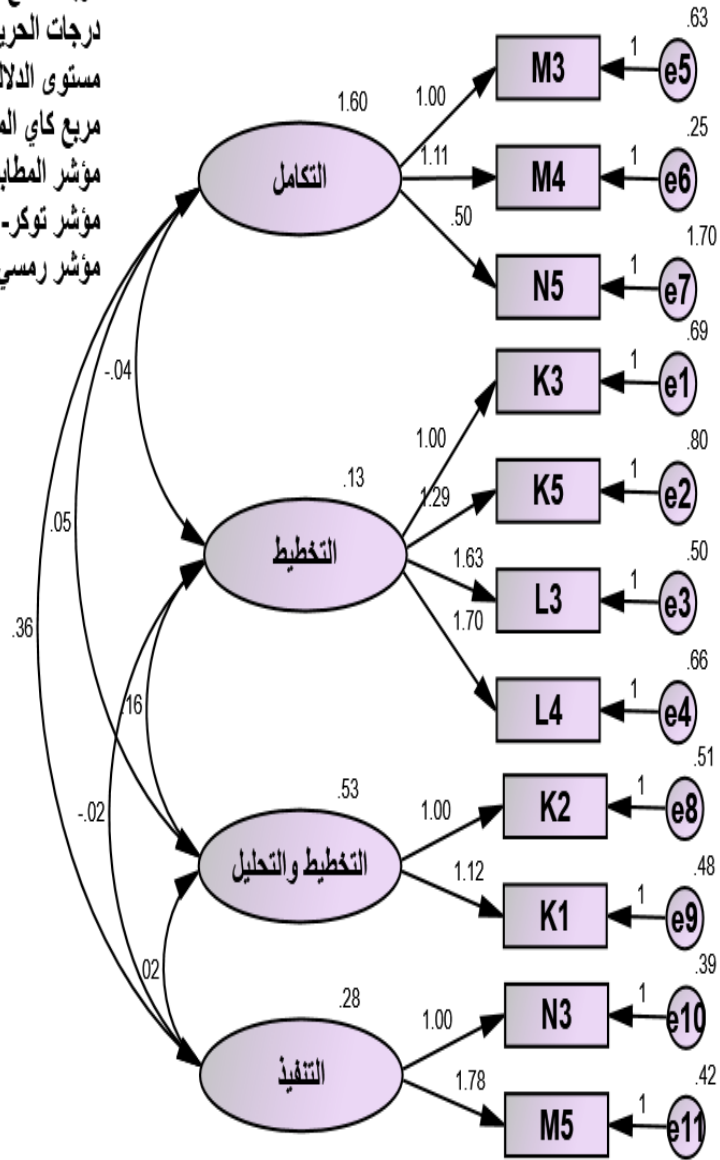 درجات
مستوى
مربع كاي
مؤشر
مؤشر توكر-
مؤشر رمسي
.63
1.60
1.00
M3
1
e5
.25
1.11
M4
1
e6
التكامل
.50
1.70
N5
1
e7
.69
K3
1
e1
-.04
1.00
.80
.13
1.29
K5
1
e2
.05
التخطيط
.50
1.63
L3
1
e3
.36
1.70
.66
L4
1
e4
.16
.51
.53
1.00
K2
1
e8
-.02
التخطيط والتحليل
.48
1.12
K1
1
e9
.39
02
.28
1.00
N3
1
e10
التنفيذ
.42
1.78
M5
1
e11